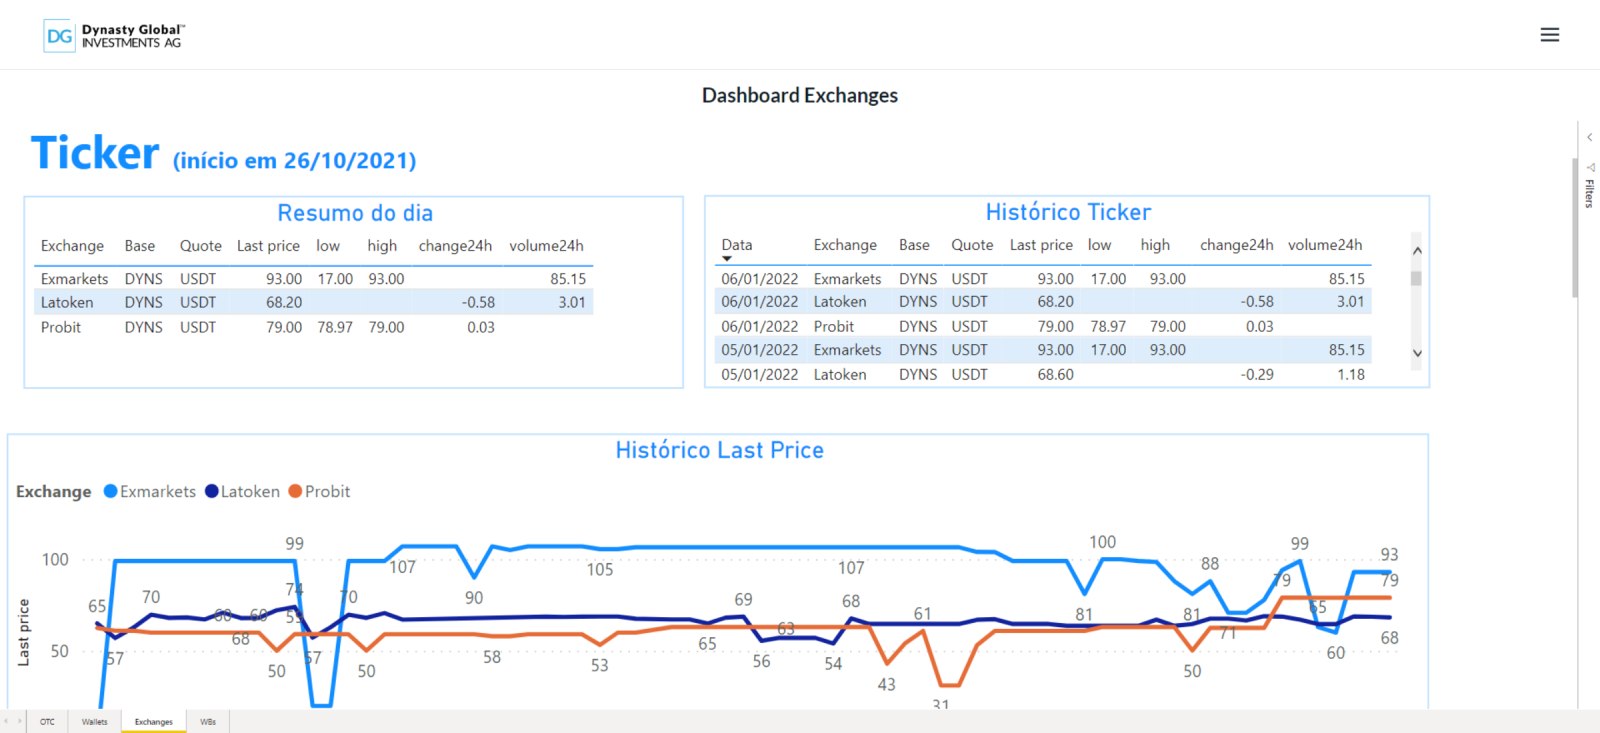 DG Dynasty Global™
INVESTMENTS AG
Dashboard Exchanges
Ticker (início em 26/10/2021)
Resumo do dia
Exchange Base Quote Last price low high change24h volume24h
Exmarkets DYNS USDT 93.00 17.00 93.00 85.15
Latoken DYNS USDT 68.20 -0.58 3.01
Probit DYNS USDT 79.00 78.97 79.00 0.03
Histórico Ticker
Data Exchange Base Quote Last price low high change24h volume24h
06/01/2022 Exmarkets DYNS USDT 93.00 17.00 93.00 85.15
06/01/2022 Latoken DYNS USDT 68.20 -0.58 3.01
06/01/2022 Probit DYNS USDT 79.00 78.97 79.00 0.03
05/01/2022 Exmarkets DYNS USDT 93.00 17.00 93.00 85.15
05/01/2022 Latoken DYNS USDT 68.60 -0.29 1.18
Filters
Histórico Last Price
Exchange Exmarkets Latoken Probit
Last price
100
50
99 100 99 93
107 105 107 88 79 79
65 70 74 70 90 69 68 61 81 81 65
60 60 59 68 57 57 65 63 71 68
50 50 58 53 56 54 43 31 50 60
OTC Wallets Exchanges WBs